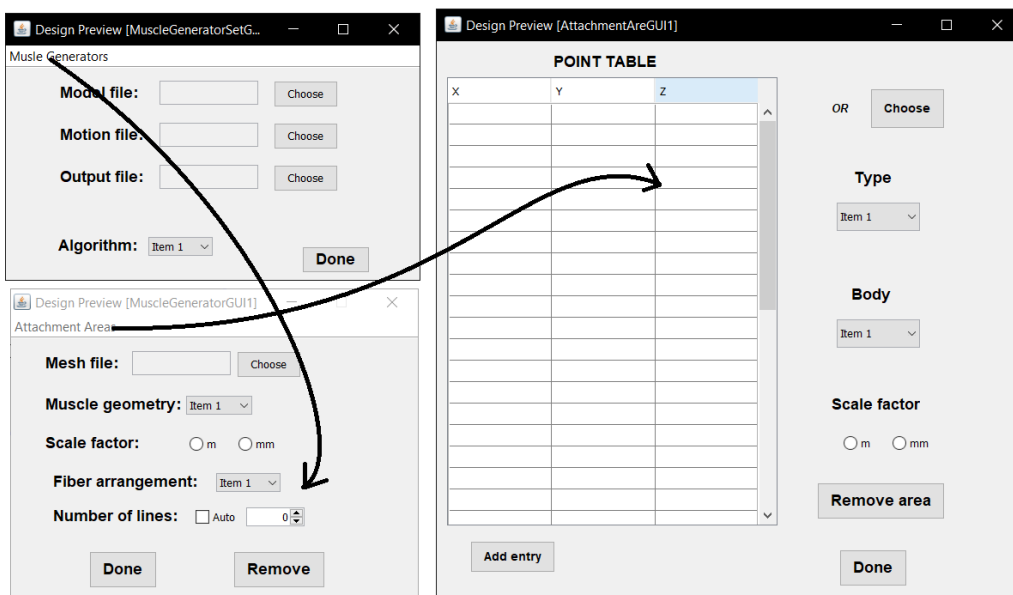 Design Preview [MuscleGeneratorSetG...
Musle Generators
Model file:
Choose
Motion file:
Choose
Output file:
Choose
Algorithm:
Item 1
Done
Design Preview [MuscleGeneratorGUI1]
Attachment Areas
Mesh file:
Choose
Muscle geometry:
Item 1
Scale factor:
m
mm
Fiber arrangement:
Item 1
Number of lines:
Auto
0
Done
Remove
Design Preview [AttachmentAreGUI1]
POINT TABLE
X
Y
Z
OR
Choose
Type
Item 1
Body
Item 1
Scale factor
m
mm
Remove area
Add entry
Done